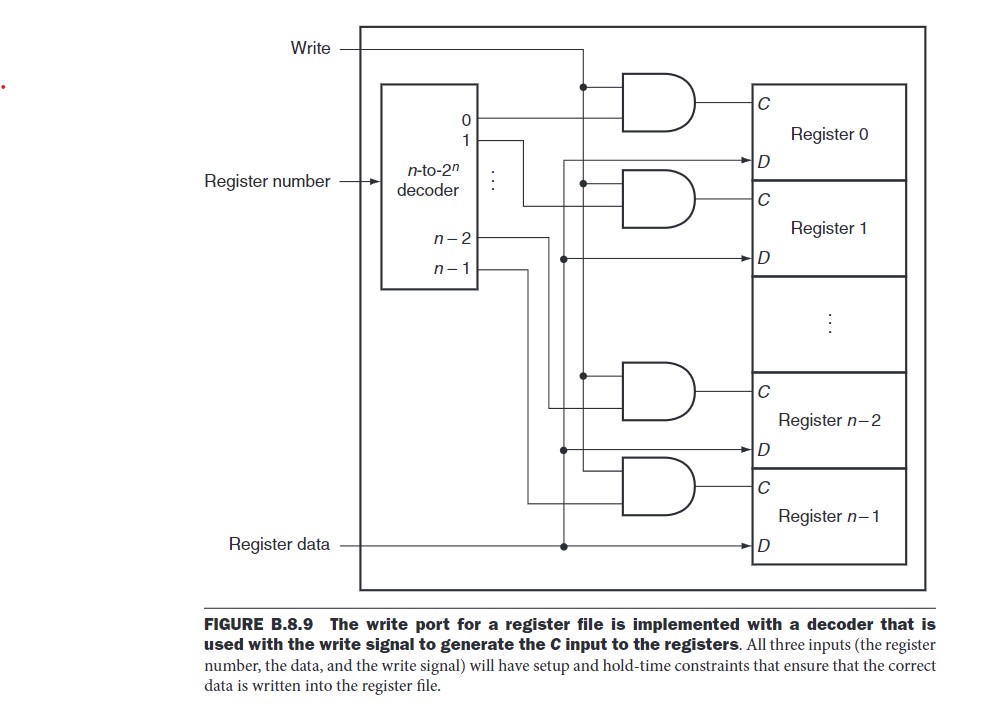 Write
C
0
Register 0
1
n-to-2ⁿ
decoder
⋮
D
Register number
C
Register 1
n – 2
D
n – 1
⋮
C
Register n–2
D
C
Register n–1
Register data
D
FIGURE B.8.9 The write port for a register file is implemented with a decoder that is
used with the write signal to generate the C input to the registers. All three inputs (the register
number, the data, and the write signal) will have setup and hold-time constraints that ensure that the correct
data is written into the register file.